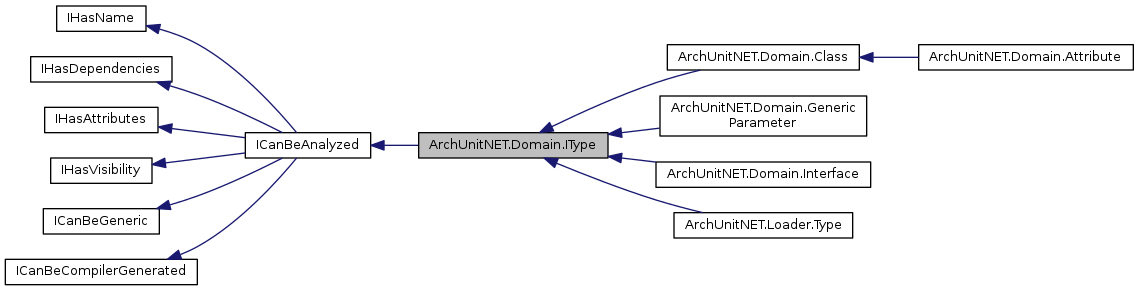 IHasName
IHasDependencies
IHasAttributes
IHasVisibility
ICanBeGeneric
ICanBeCompilerGenerated
ICanBeAnalyzed
ArchUnitNET.Domain.IType
ArchUnitNET.Domain.Class
ArchUnitNET.Domain.Attribute
ArchUnitNET.Domain.Generic
Parameter
ArchUnitNET.Domain.Interface
ArchUnitNET.Loader.Type